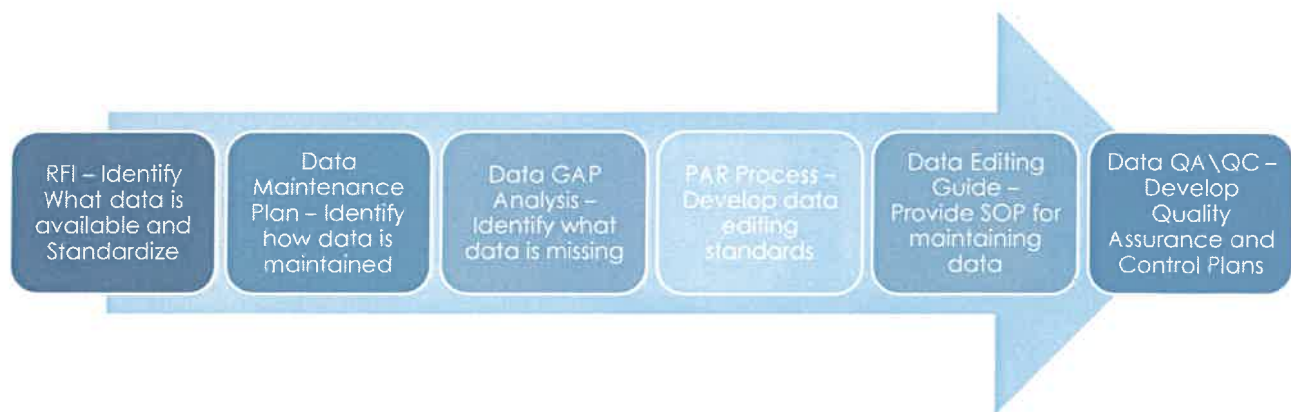 RFI – Identify
What data is
available and
Standardize
Data
Maintenance
Plan – Identify
how data is
maintained
Data GAP
Analysis –
Identify what
data is missing
PAR Process –
Develop data
editing
standards
Data Editing
Guide –
Provide SOP for
maintaining
data
Data QA\QC –
Develop
Quality
Assurance and
Control Plans